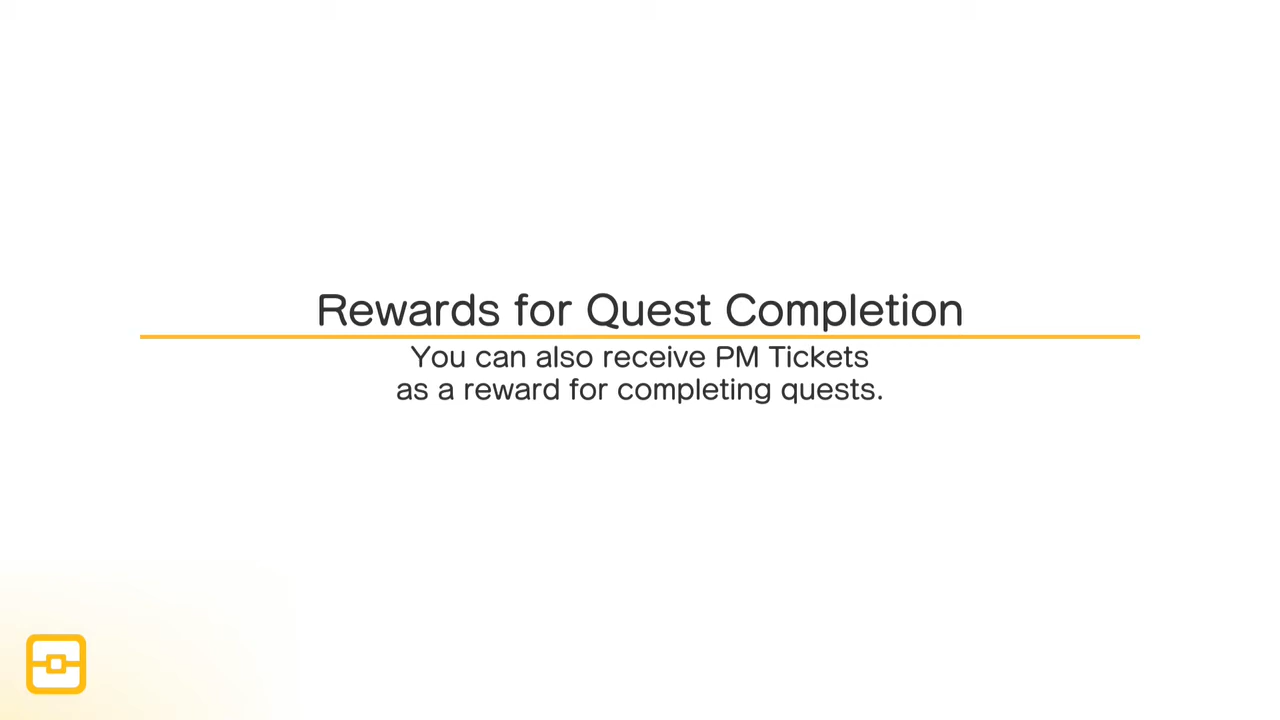 Rewards for Quest Completion
You can also receive PM Tickets
as a reward for completing quests.